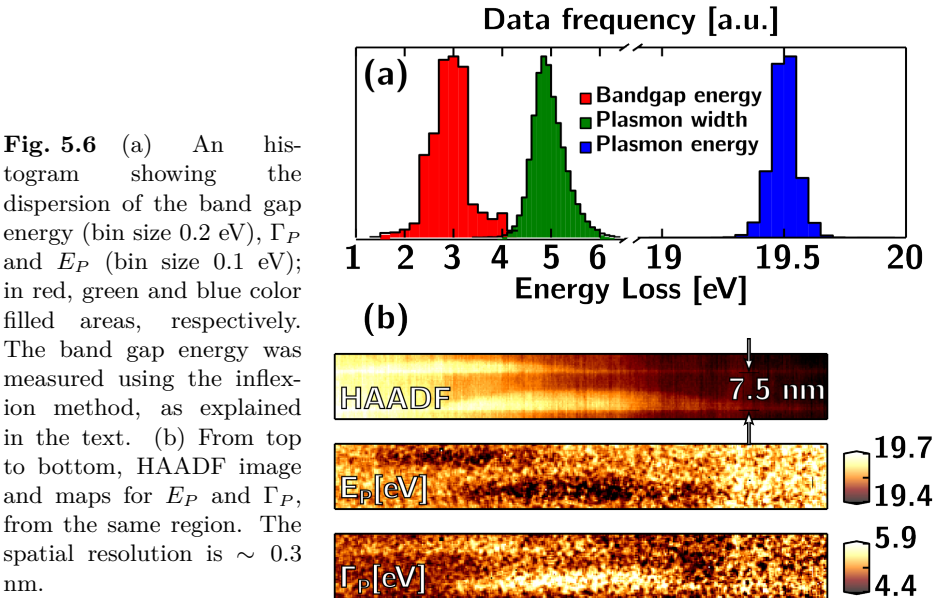 Fig. 5.6 (a) An his-
togram showing the
dispersion of the band gap
energy (bin size 0.2 eV), Γ_P
and E_P (bin size 0.1 eV);
in red, green and blue color
filled areas, respectively.
The band gap energy was
measured using the inflex-
ion method, as explained
in the text. (b) From top
to bottom, HAADF image
and maps for E_P and Γ_P,
from the same region. The
spatial resolution is ∼ 0.3
nm.
Data frequency [a.u.]
(a)
Bandgap energy
Plasmon width
Plasmon energy
1 2 3 4 5 6 19 19.5 20
Energy Loss [eV]
(b)
HAADF
7.5 nm
E_P[eV]
19.7
19.4
Γ_P[eV]
5.9
4.4